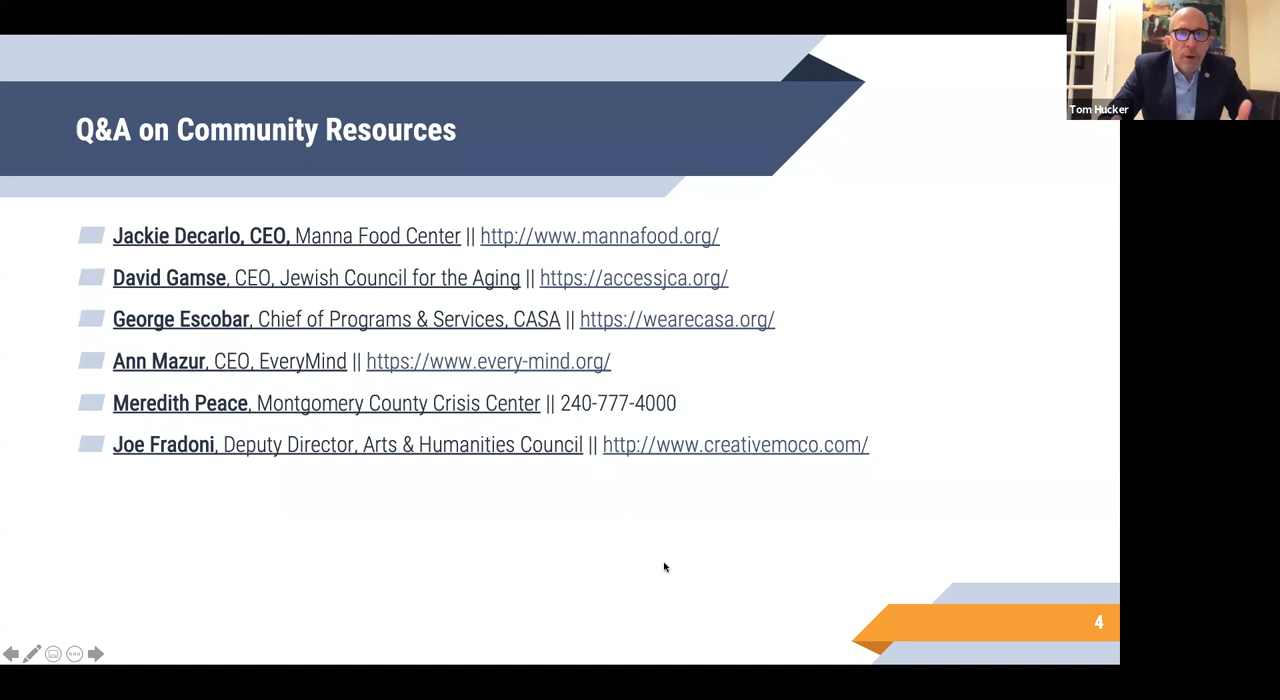 Tom Hucker
Q&A on Community Resources
Jackie Decarlo, CEO, Manna Food Center || http://www.mannafood.org/
David Gamse, CEO, Jewish Council for the Aging || https://accessjca.org/
George Escobar, Chief of Programs & Services, CASA || https://wearecasa.org/
Ann Mazur, CEO, EveryMind || https://www.every-mind.org/
Meredith Peace, Montgomery County Crisis Center || 240-777-4000
Joe Fradoni, Deputy Director, Arts & Humanities Council || http://www.creativemoco.com/
4